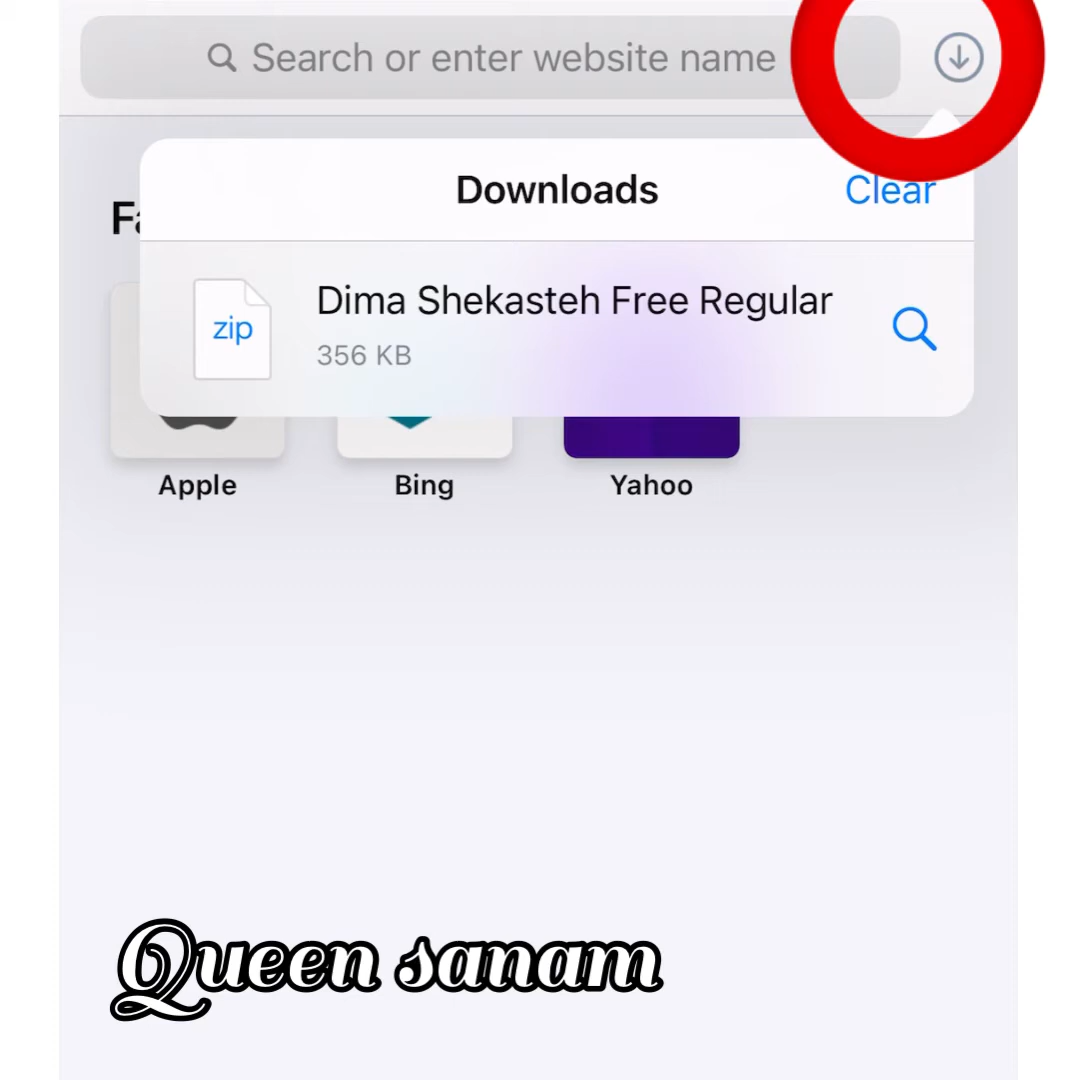 Search or enter website name
Downloads
Clear
Fa
zip
Dima Shekasteh Free Regular
356 KB
Apple
Bing
Yahoo
Queen sanam